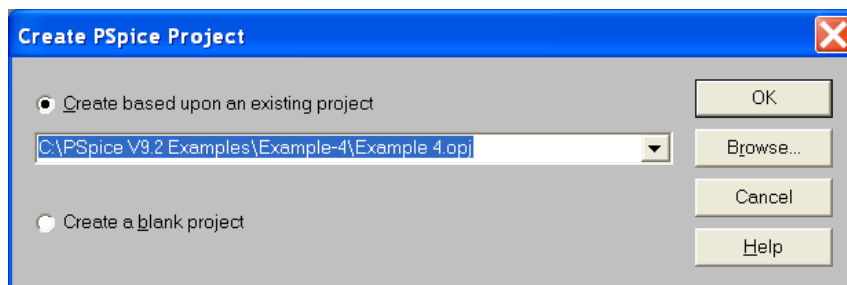 Create PSpice Project
Create based upon an existing project
C:\PSpice V9.2 Examples\Example-4\Example 4.opj
Create a blank project
OK
Browse...
Cancel
Help